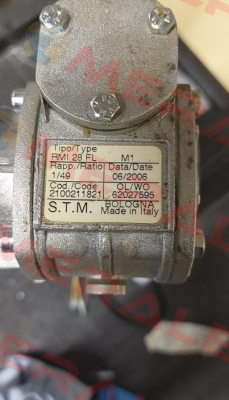 Tipo/Type
RMI 28 FL M1
Rapp./Ratio Data/Date
1/49 06/2006
Cod./Code OL/WO
2100211821 62027595
S.T.M. BOLOGNA
Made in Italy